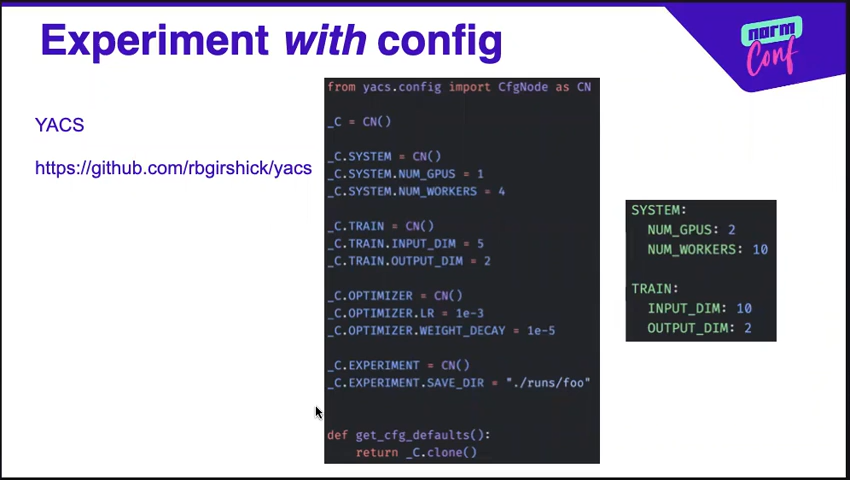 Experiment with config
norm
Conf
YACS
https://github.com/rbgirshick/yacs
from yacs.config import CfgNode as CN
_C = CN()
_C.SYSTEM = CN()
_C.SYSTEM.NUM_GPUS = 1
_C.SYSTEM.NUM_WORKERS = 4
_C.TRAIN = CN()
_C.TRAIN.INPUT_DIM = 5
_C.TRAIN.OUTPUT_DIM = 2
_C.OPTIMIZER = CN()
_C.OPTIMIZER.LR = 1e-3
_C.OPTIMIZER.WEIGHT_DECAY = 1e-5
_C.EXPERIMENT = CN()
_C.EXPERIMENT.SAVE_DIR = "./runs/foo"
def get_cfg_defaults():
return _C.clone()
SYSTEM:
NUM_GPUS: 2
NUM_WORKERS: 10
TRAIN:
INPUT_DIM: 10
OUTPUT_DIM: 2